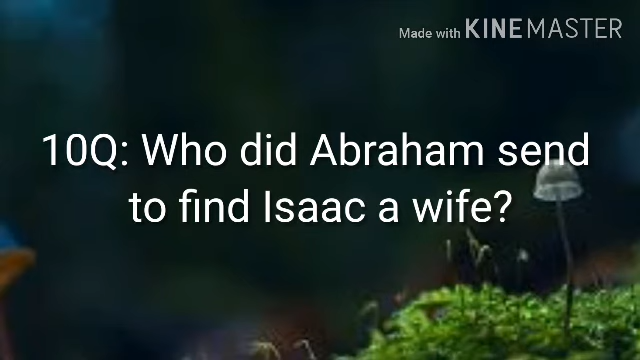 Made with KINEMASTER
10Q: Who did Abraham send
to find Isaac a wife?